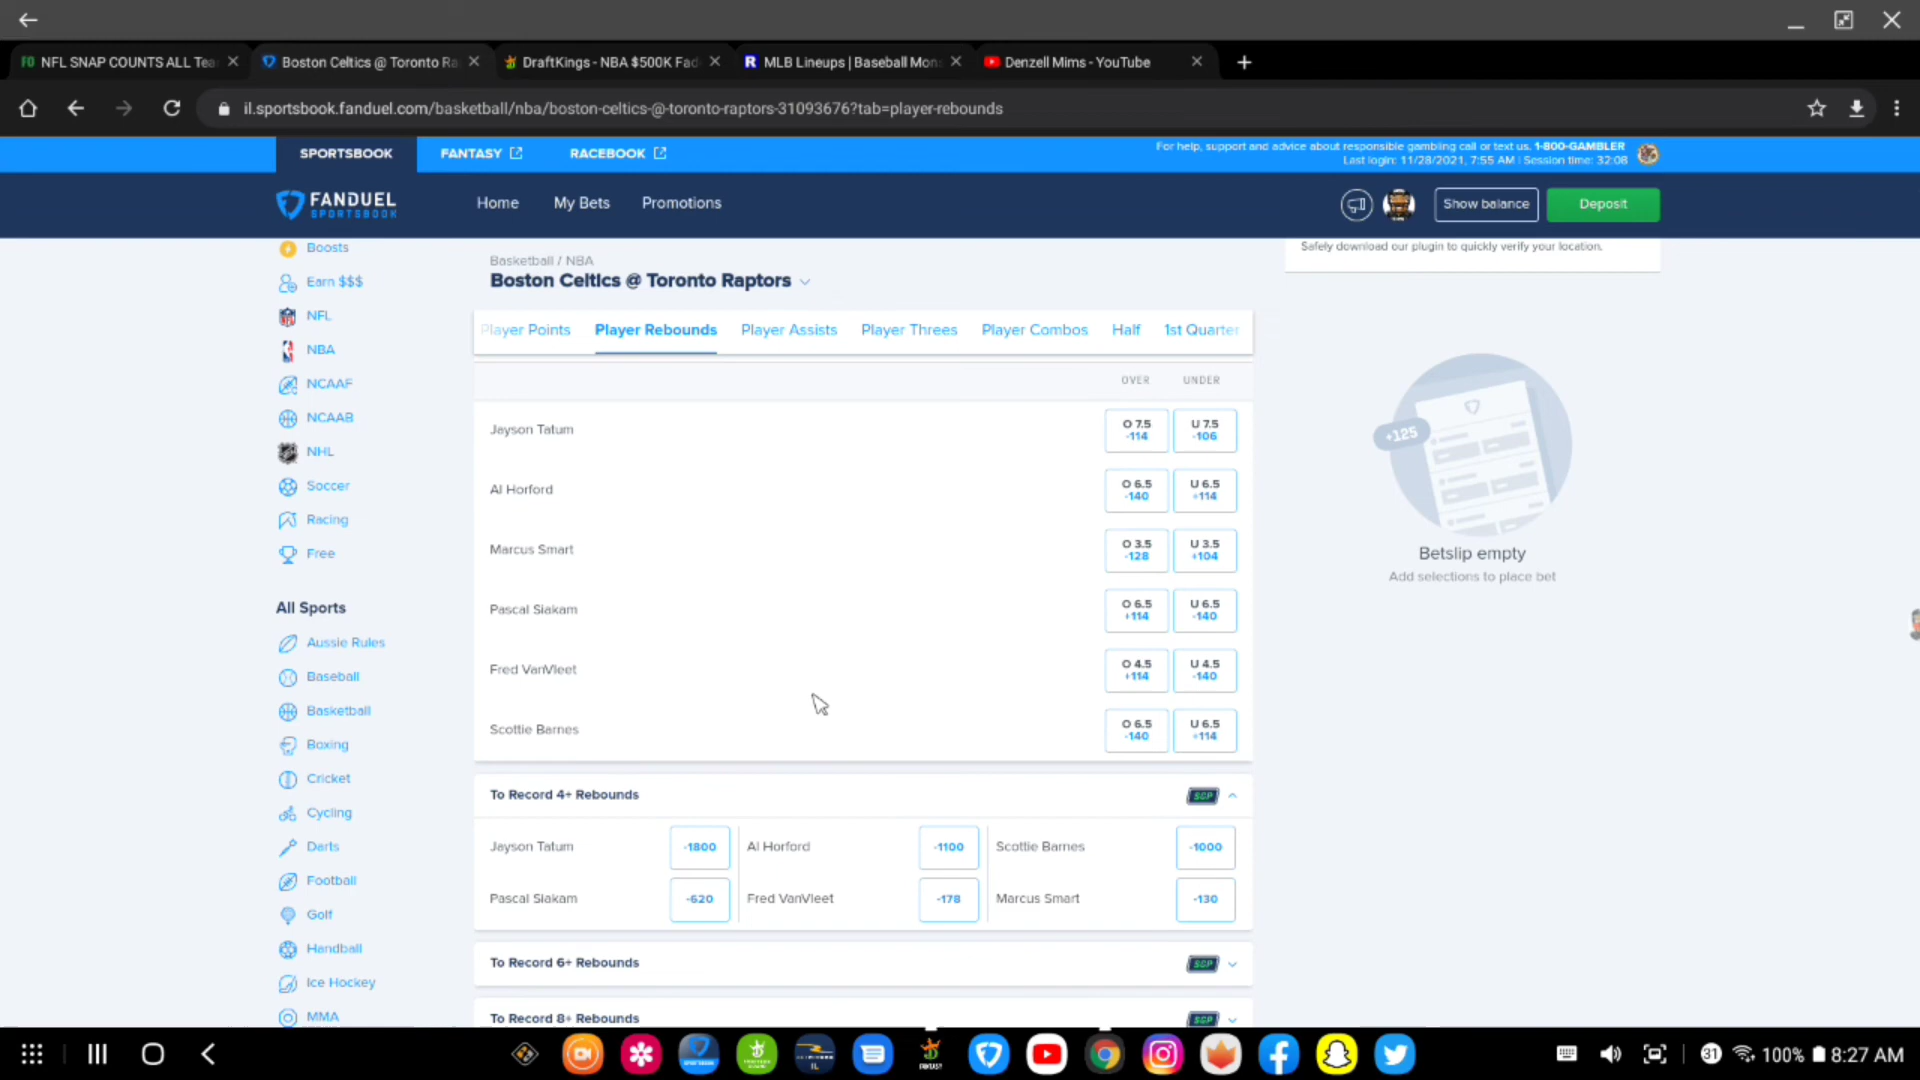 NFL SNAP COUNTS ALL Tea
Boston Celtics @ Toronto Ra
DraftKings - NBA $500K Fad
MLB Lineups | Baseball Mons
Denzell Mims - YouTube
il.sportsbook.fanduel.com/basketball/nba/boston-celtics-@-toronto-raptors-31093676?tab=player-rebounds
SPORTSBOOK
FANTASY
RACEBOOK
For help, support and advice about responsible gambling call or text us. 1-800-GAMBLER
Last login: 11/28/2021, 7:55 AM | Session time: 32:08
FANDUEL
SPORTSBOOK
Home
My Bets
Promotions
Show balance
Deposit
Boosts
Earn $$$
NFL
NBA
NCAAF
NCAAB
NHL
Soccer
Racing
Free
All Sports
Aussie Rules
Baseball
Basketball
Boxing
Cricket
Cycling
Darts
Football
Golf
Handball
Ice Hockey
MMA
Basketball / NBA
Boston Celtics @ Toronto Raptors
Player Points
Player Rebounds
Player Assists
Player Threes
Player Combos
Half
1st Quarter
OVER UNDER
Jayson Tatum
O 7.5 U 7.5
-114 -106
Al Horford
O 6.5 U 6.5
-140 +114
Marcus Smart
O 3.5 U 3.5
-128 +104
Pascal Siakam
O 6.5 U 6.5
+114 -140
Fred VanVleet
O 4.5 U 4.5
+114 -140
Scottie Barnes
O 6.5 U 6.5
-140 +114
To Record 4+ Rebounds SGP
Jayson Tatum -1800 Al Horford -1100 Scottie Barnes -1000
Pascal Siakam -620 Fred VanVleet -178 Marcus Smart -130
To Record 6+ Rebounds SGP
To Record 8+ Rebounds SGP
Safely download our plugin to quickly verify your location.
+125
Betslip empty
Add selections to place bet
31 100% 8:27 AM